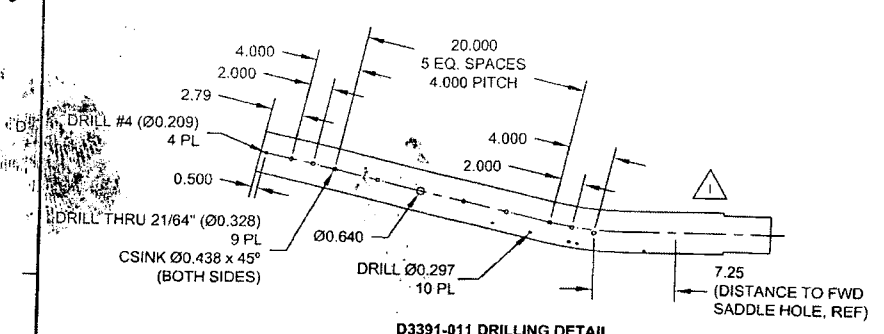 4.000
2.000
2.79
20.000
5 EQ. SPACES
4.000 PITCH
D
DRILL #4 (Ø0.209)
4 PL
0.500
4.000
2.000
1
DRILL THRU 21/64" (Ø0.328)
9 PL
CSINK Ø0.438 x 45°
(BOTH SIDES)
Ø0.640
DRILL Ø0.297
10 PL
7.25
(DISTANCE TO FWD
SADDLE HOLE, REF)
D3391-011 DRILLING DETAIL